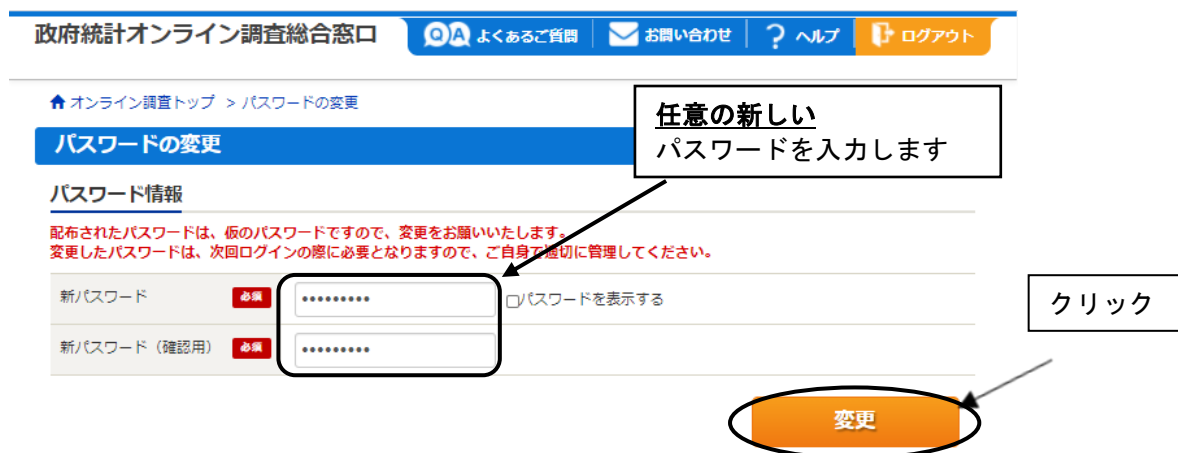 政府統計オンライン調査総合窓口
QA よくあるご質問
お問い合わせ
? ヘルプ
ログアウト
オンライン調査トップ > パスワードの変更
任意の新しい
パスワードを入力します
パスワードの変更
パスワード情報
配布されたパスワードは、仮のパスワードですので、変更をお願いいたします。
変更したパスワードは、次回ログインの際に必要となりますので、ご自身で適切に管理してください。
新パスワード 必須 ••••••••• パスワードを表示する
クリック
新パスワード（確認用） 必須 •••••••••
変更